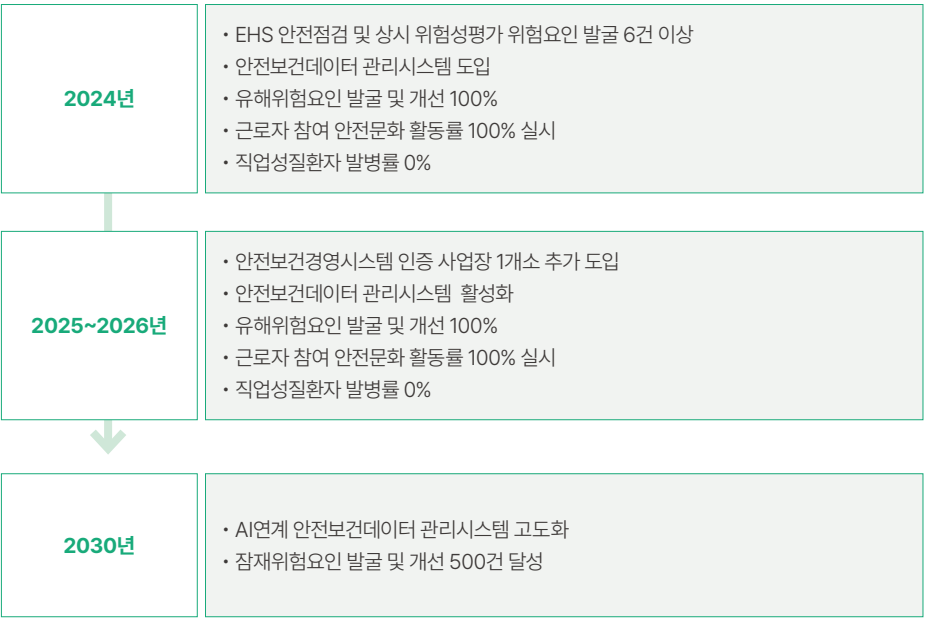 2024년
• EHS 안전점검 및 상시 위험성평가 위험요인 발굴 6건 이상
• 안전보건데이터 관리시스템 도입
• 유해위험요인 발굴 및 개선 100%
• 근로자 참여 안전문화 활동률 100% 실시
• 직업성질환자 발병률 0%
2025~2026년
• 안전보건경영시스템 인증 사업장 1개소 추가 도입
• 안전보건데이터 관리시스템 활성화
• 유해위험요인 발굴 및 개선 100%
• 근로자 참여 안전문화 활동률 100% 실시
• 직업성질환자 발병률 0%
2030년
• AI연계 안전보건데이터 관리시스템 고도화
• 잠재위험요인 발굴 및 개선 500건 달성